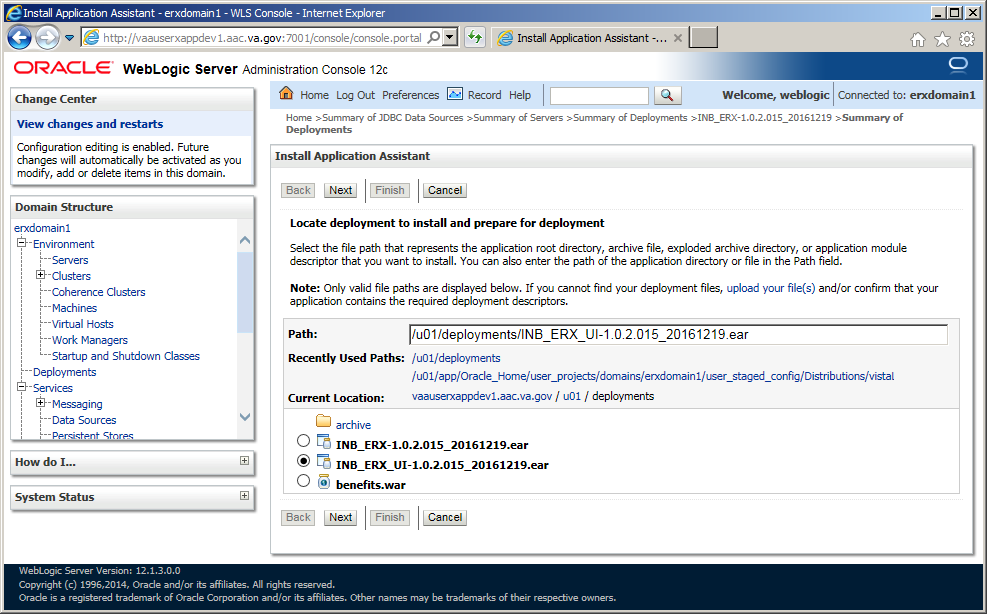 Install Application Assistant - erxdomain1 - WLS Console - Internet Explorer
http://vaauserxappdev1.aac.va.gov:7001/console/console.portal
Install Application Assistant -...
ORACLE WebLogic Server Administration Console 12c
Change Center
View changes and restarts
Configuration editing is enabled. Future
changes will automatically be activated as you
modify, add or delete items in this domain.
Domain Structure
erxdomain1
Environment
Servers
Clusters
Coherence Clusters
Machines
Virtual Hosts
Work Managers
Startup and Shutdown Classes
Deployments
Services
Messaging
Data Sources
Persistent Stores
How do I...
System Status
Home Log Out Preferences Record Help
Welcome, weblogic Connected to: erxdomain1
Home >Summary of JDBC Data Sources >Summary of Servers >Summary of Deployments >INB_ERX-1.0.2.015_20161219 >Summary of
Deployments
Install Application Assistant
Back Next Finish Cancel
Locate deployment to install and prepare for deployment
Select the file path that represents the application root directory, archive file, exploded archive directory, or application module
descriptor that you want to install. You can also enter the path of the application directory or file in the Path field.
Note: Only valid file paths are displayed below. If you cannot find your deployment files, upload your file(s) and/or confirm that your
application contains the required deployment descriptors.
Path: /u01/deployments/INB_ERX_UI-1.0.2.015_20161219.ear
Recently Used Paths: /u01/deployments
/u01/app/Oracle_Home/user_projects/domains/erxdomain1/user_staged_config/Distributions/vistal
Current Location: vaauserxappdev1.aac.va.gov / u01 / deployments
archive
INB_ERX-1.0.2.015_20161219.ear
INB_ERX_UI-1.0.2.015_20161219.ear
benefits.war
Back Next Finish Cancel
WebLogic Server Version: 12.1.3.0.0
Copyright (c) 1996,2014, Oracle and/or its affiliates. All rights reserved.
Oracle is a registered trademark of Oracle Corporation and/or its affiliates. Other names may be trademarks of their respective owners.